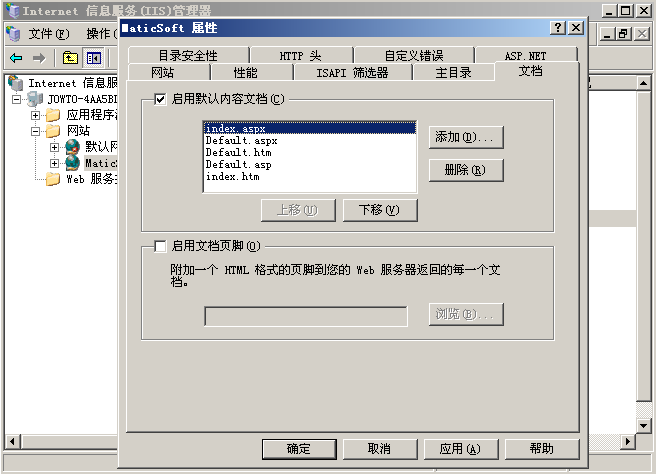 Internet 信息服务(IIS)管理器
文件(F) 操作(
Internet 信息服
JOWTO-4AA5BI
应用程序
网站
默认网
Matic
Web 服务
MaticSoft 属性
目录安全性 HTTP 头 自定义错误 ASP.NET
网站 性能 ISAPI 筛选器 主目录 文档
启用默认内容文档(C)
index.aspx
Default.aspx
Default.htm
Default.asp
index.htm
添加(D)...
删除(R)
上移(U) 下移(V)
启用文档页脚(O)
附加一个 HTML 格式的页脚到您的 Web 服务器返回的每一个文
档。
浏览(B)...
确定 取消 应用(A) 帮助